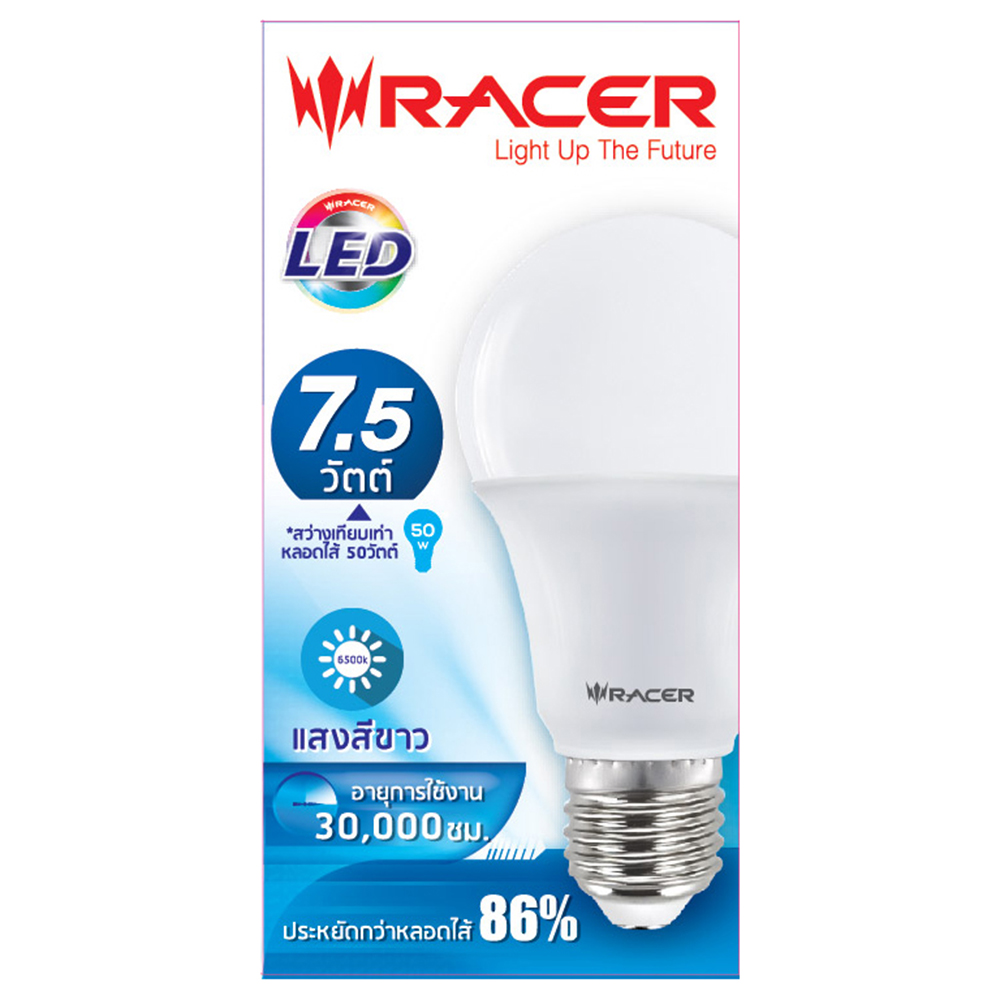 RACER
Light Up The Future
RACER
LED
7.5
วัตต์
*สว่างเทียบเท่า
หลอดไส้ 50วัตต์
50
W
6500k
แสงสีขาว
RACER
อายุการใช้งาน
30,000 ชม.
ประหยัดกว่าหลอดไส้ 86%